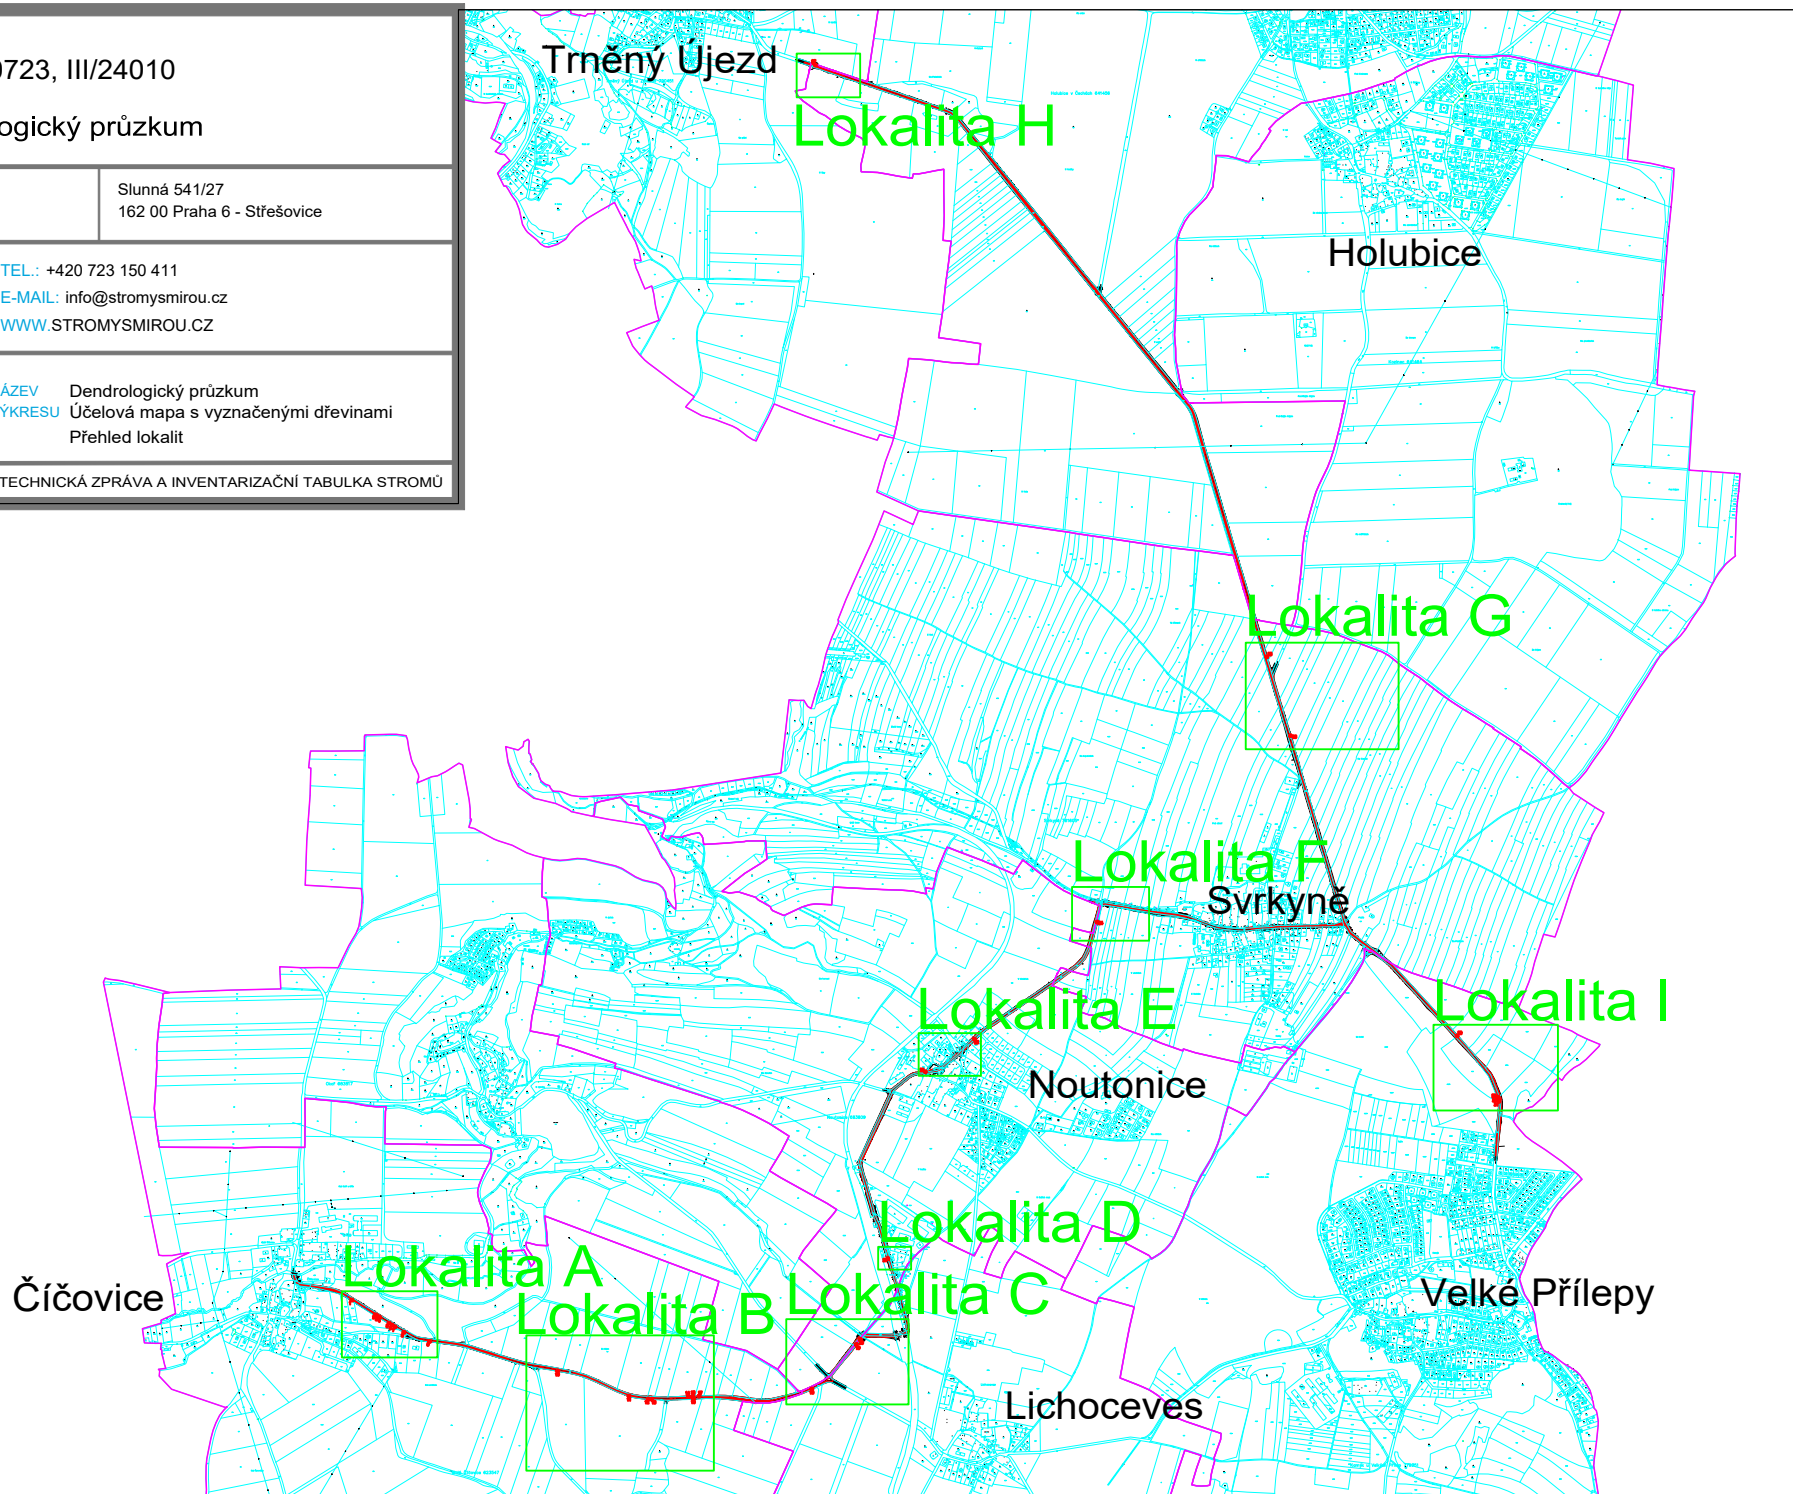 0723, III/24010
ogický průzkum
Slunná 541/27
162 00 Praha 6 - Střešovice
TEL.: +420 723 150 411
E-MAIL: info@stromysmirou.cz
WWW.STROMYSMIROU.CZ
ÁZEV Dendrologický průzkum
ÝKRESU Účelová mapa s vyznačenými dřevinami
Přehled lokalit
TECHNICKÁ ZPRÁVA A INVENTARIZAČNÍ TABULKA STROMŮ
Trněný Újezd
Lokalita H
Holubice
Lokalita G
Lokalita F
Svrkyně
Lokalita E
Lokalita I
Noutonice
Lokalita D
Lokalita A
Lokalita B
Lokalita C
Číčovice
Velké Přílepy
Lichoceves